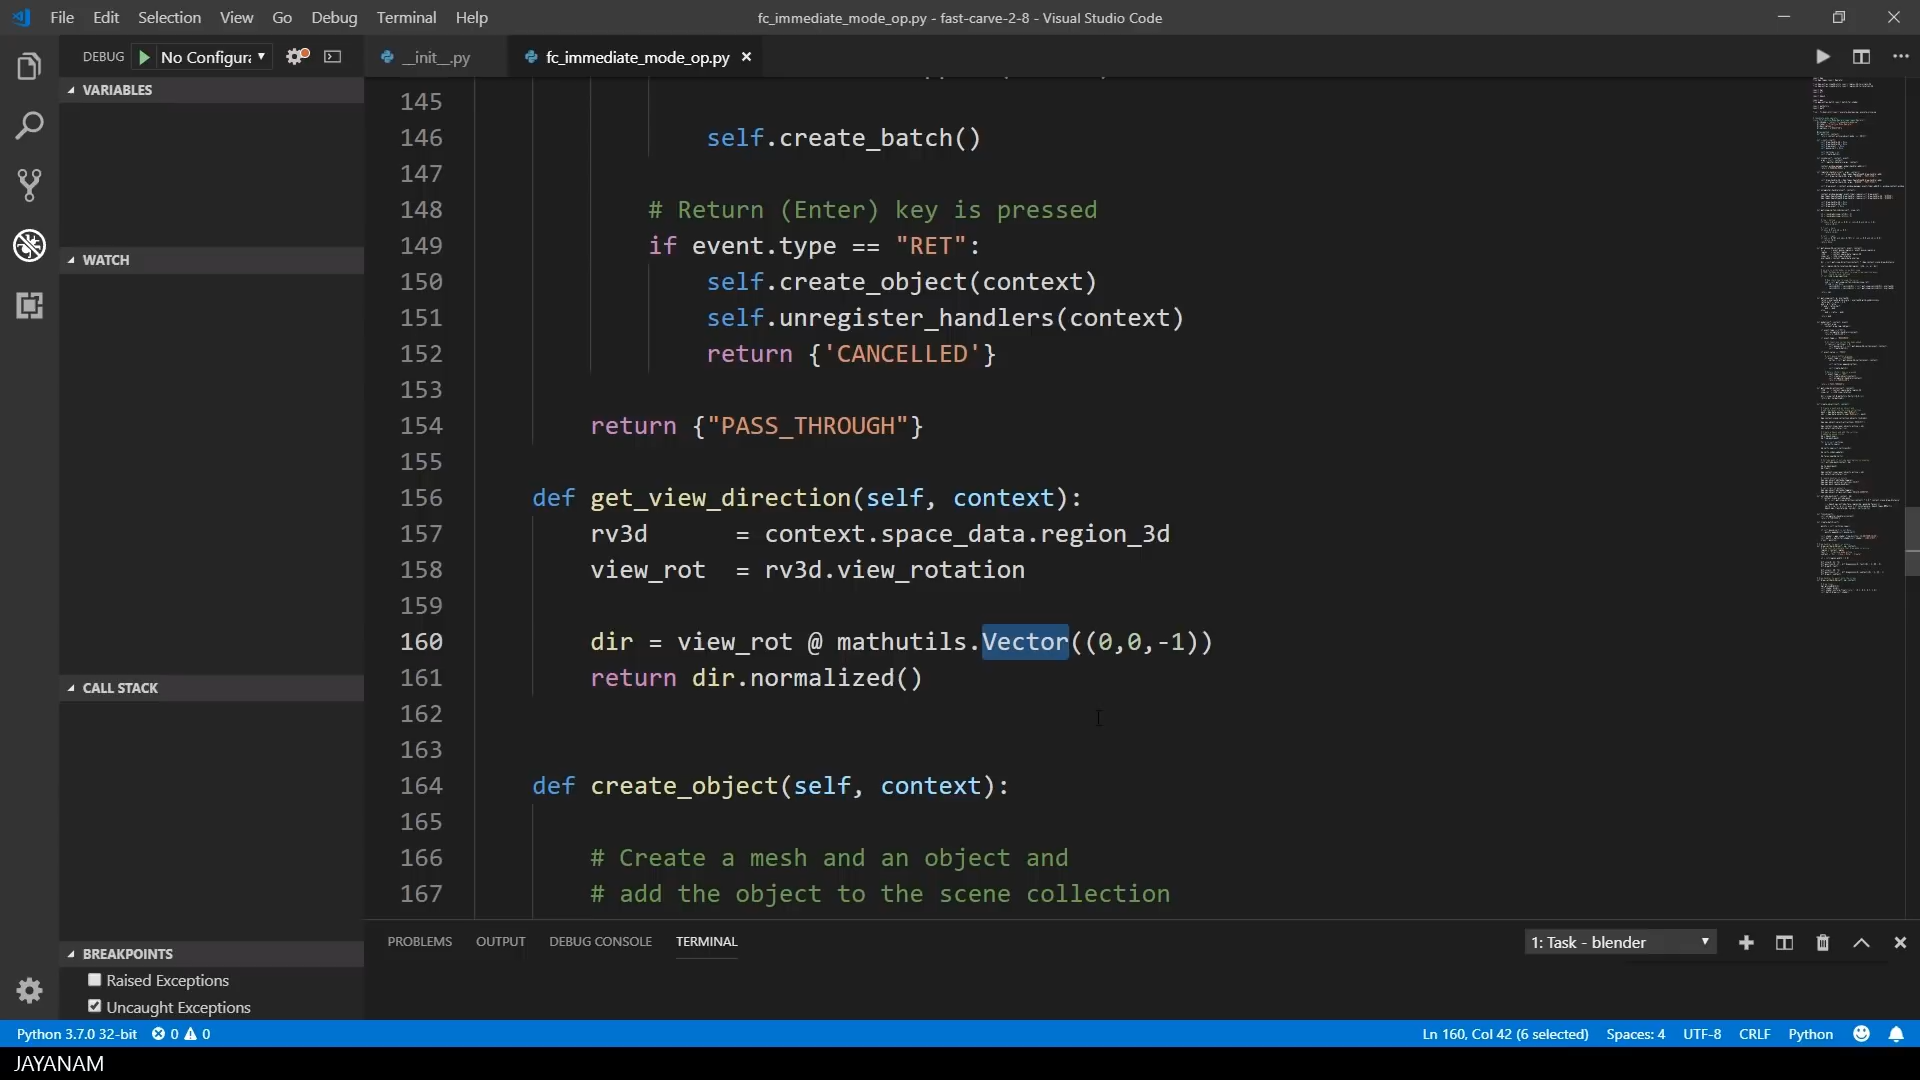 File Edit Selection View Go Debug Terminal Help
fc_immediate_mode_op.py - fast-carve-2-8 - Visual Studio Code
DEBUG No Configura
__init__.py
fc_immediate_mode_op.py
VARIABLES
WATCH
CALL STACK
BREAKPOINTS
Raised Exceptions
Uncaught Exceptions
145
146 self.create_batch()
147
148 # Return (Enter) key is pressed
149 if event.type == "RET":
150 self.create_object(context)
151 self.unregister_handlers(context)
152 return {'CANCELLED'}
153
154 return {"PASS_THROUGH"}
155
156 def get_view_direction(self, context):
157 rv3d = context.space_data.region_3d
158 view_rot = rv3d.view_rotation
159
160 dir = view_rot @ mathutils.Vector((0,0,-1))
161 return dir.normalized()
162
163
164 def create_object(self, context):
165
166 # Create a mesh and an object and
167 # add the object to the scene collection
PROBLEMS OUTPUT DEBUG CONSOLE TERMINAL
1: Task - blender
Python 3.7.0 32-bit 0 0
Ln 160, Col 42 (6 selected) Spaces: 4 UTF-8 CRLF Python
JAYANAM